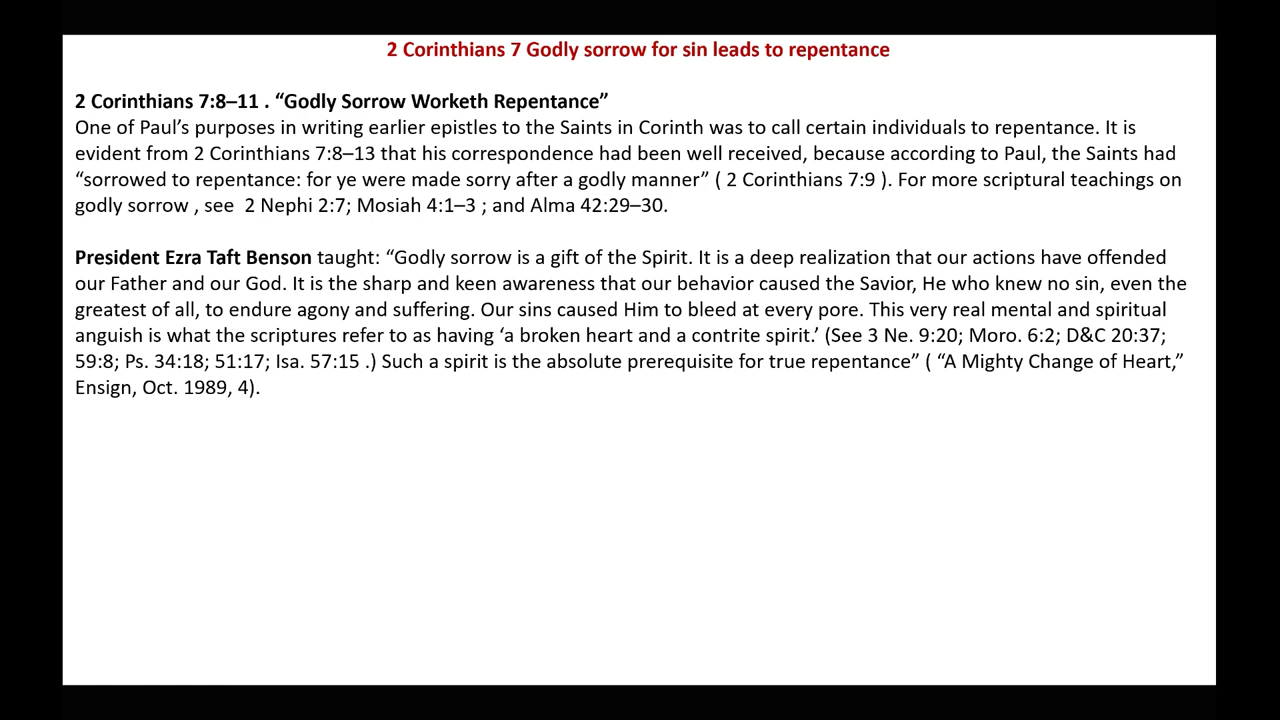 2 Corinthians 7 Godly sorrow for sin leads to repentance
2 Corinthians 7:8–11 . “Godly Sorrow Worketh Repentance”
One of Paul’s purposes in writing earlier epistles to the Saints in Corinth was to call certain individuals to repentance. It is
evident from 2 Corinthians 7:8–13 that his correspondence had been well received, because according to Paul, the Saints had
“sorrowed to repentance: for ye were made sorry after a godly manner” ( 2 Corinthians 7:9 ). For more scriptural teachings on
godly sorrow , see  2 Nephi 2:7; Mosiah 4:1–3 ; and Alma 42:29–30.
President Ezra Taft Benson taught: “Godly sorrow is a gift of the Spirit. It is a deep realization that our actions have offended
our Father and our God. It is the sharp and keen awareness that our behavior caused the Savior, He who knew no sin, even the
greatest of all, to endure agony and suffering. Our sins caused Him to bleed at every pore. This very real mental and spiritual
anguish is what the scriptures refer to as having ‘a broken heart and a contrite spirit.’ (See 3 Ne. 9:20; Moro. 6:2; D&C 20:37;
59:8; Ps. 34:18; 51:17; Isa. 57:15 .) Such a spirit is the absolute prerequisite for true repentance” ( “A Mighty Change of Heart,”
Ensign, Oct. 1989, 4).